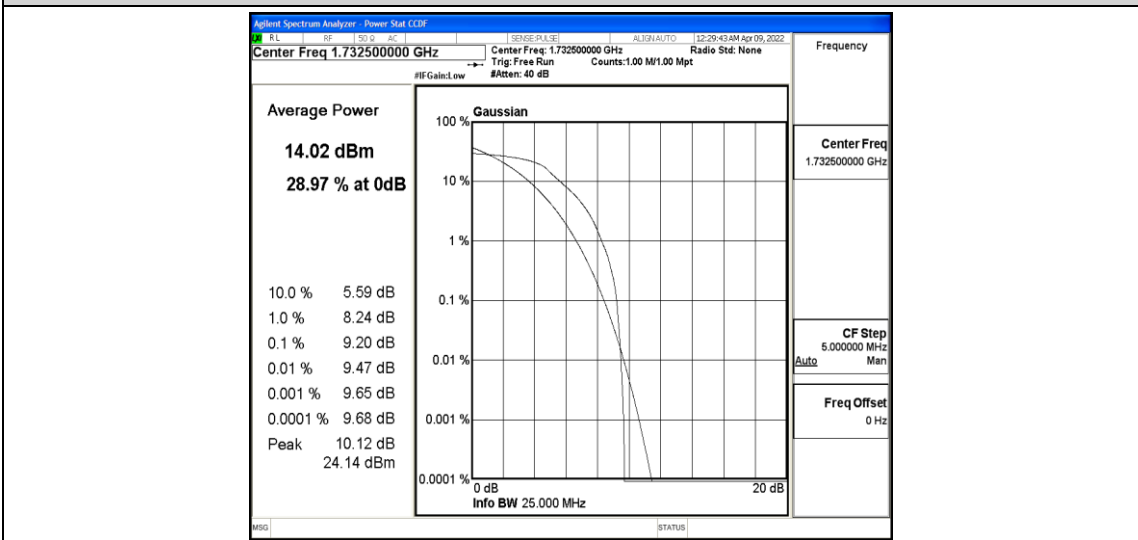 Agilent Spectrum Analyzer - Power Stat CCDF
LXI RL RF 50 Ω AC SENSE:PULSE ALIGN AUTO 12:29:43 AM Apr 09, 2022
Center Freq 1.732500000 GHz
Center Freq: 1.732500000 GHz Radio Std: None
Trig: Free Run Counts:1.00 M/1.00 Mpt
#IFGain:Low #Atten: 40 dB
Frequency
Average Power
14.02 dBm
28.97 % at 0dB
10.0 % 5.59 dB
1.0 % 8.24 dB
0.1 % 9.20 dB
0.01 % 9.47 dB
0.001 % 9.65 dB
0.0001 % 9.68 dB
Peak 10.12 dB
24.14 dBm
Gaussian
100 %
10 %
1 %
0.1 %
0.01 %
0.001 %
0.0001 %
0 dB 20 dB
Info BW 25.000 MHz
Center Freq
1.732500000 GHz
CF Step
5.000000 MHz
Auto Man
Freq Offset
0 Hz
MSG STATUS